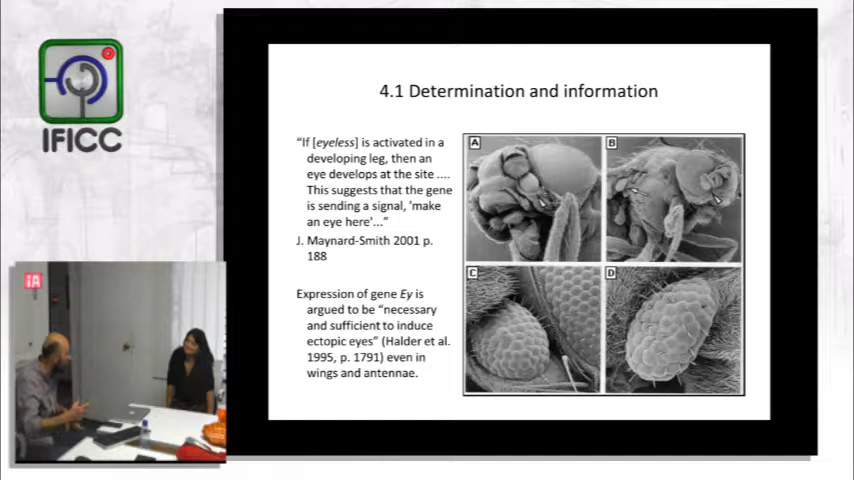 IFICC
4.1 Determination and information
“If [eyeless] is activated in a
developing leg, then an
eye develops at the site ....
This suggests that the gene
is sending a signal, 'make
an eye here'...”
J. Maynard-Smith 2001 p.
188
Expression of gene Ey is
argued to be “necessary
and sufficient to induce
ectopic eyes” (Halder et al.
1995, p. 1791) even in
wings and antennae.
A
B
C
D
iA